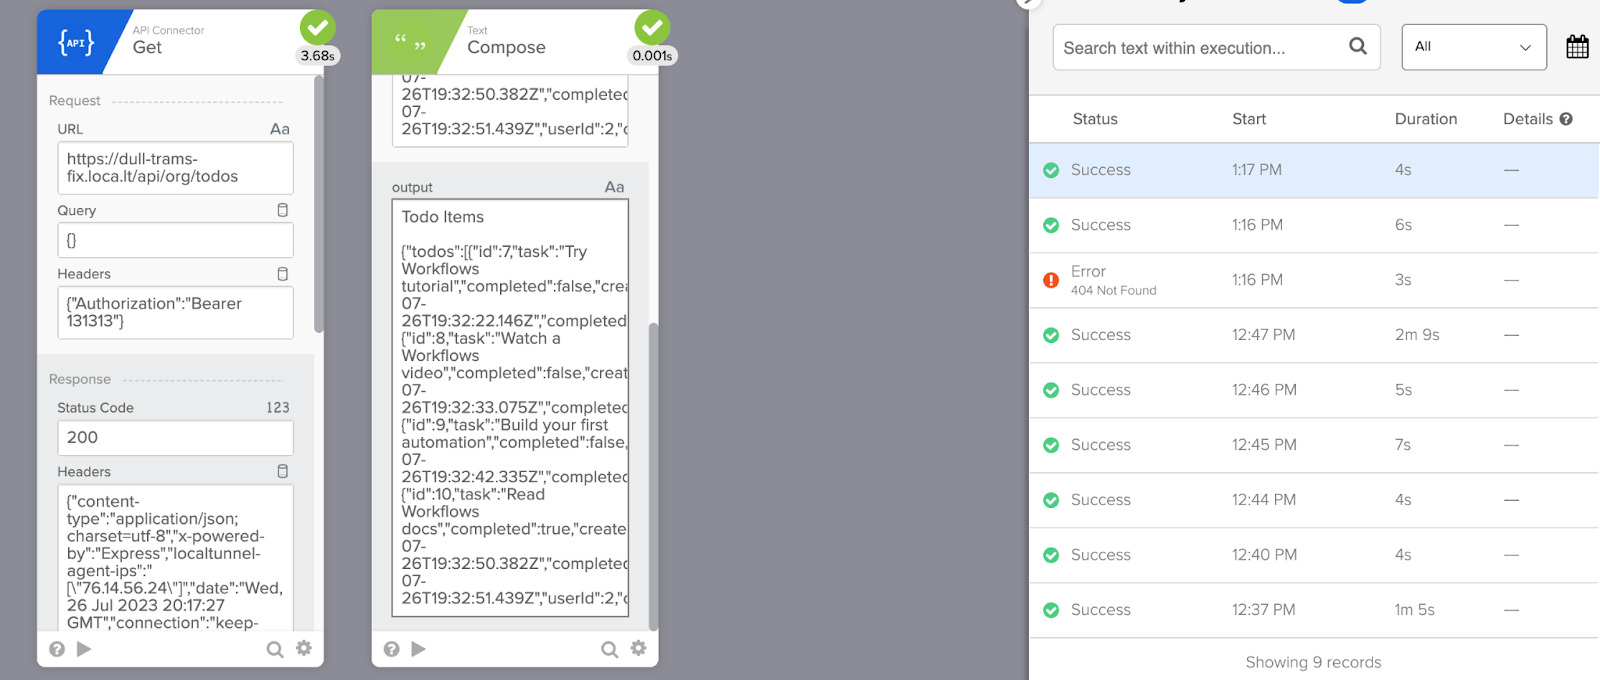 {API}
API Connector
Get
3.68s
Request
URL
Aa
https://dull-trams-
fix.loca.lt/api/org/todos
Query
{}
Headers
{"Authorization":"Bearer
131313"}
Response
Status Code
123
200
Headers
{"content-
type":"application/json;
charset=utf-8","x-powered-
by":"Express","localtunnel-
agent-ips":"
[\"76.14.56.24\"]","date":"Wed,
26 Jul 2023 20:17:27
GMT","connection":"keep-
Text
Compose
0.001s
07-
26T19:32:50.382Z","completed
07-
26T19:32:51.439Z","userId":2,"c
output
Aa
Todo Items
{"todos":[{"id":7,"task":"Try
Workflows
tutorial","completed":false,"crea
07-
26T19:32:22.146Z","completed
{"id":8,"task":"Watch a
Workflows
video","completed":false,"creat
07-
26T19:32:33.075Z","completed
{"id":9,"task":"Build your first
automation","completed":false,
07-
26T19:32:42.335Z","completed
{"id":10,"task":"Read
Workflows
docs","completed":true,"create
07-
26T19:32:50.382Z","completed
07-
26T19:32:51.439Z","userId":2,"c
Search text within execution...
All
Status Start Duration Details
Success 1:17 PM 4s —
Success 1:16 PM 6s —
Error 1:16 PM 3s —
404 Not Found
Success 12:47 PM 2m 9s —
Success 12:46 PM 5s —
Success 12:45 PM 7s —
Success 12:44 PM 4s —
Success 12:40 PM 4s —
Success 12:37 PM 1m 5s —
Showing 9 records